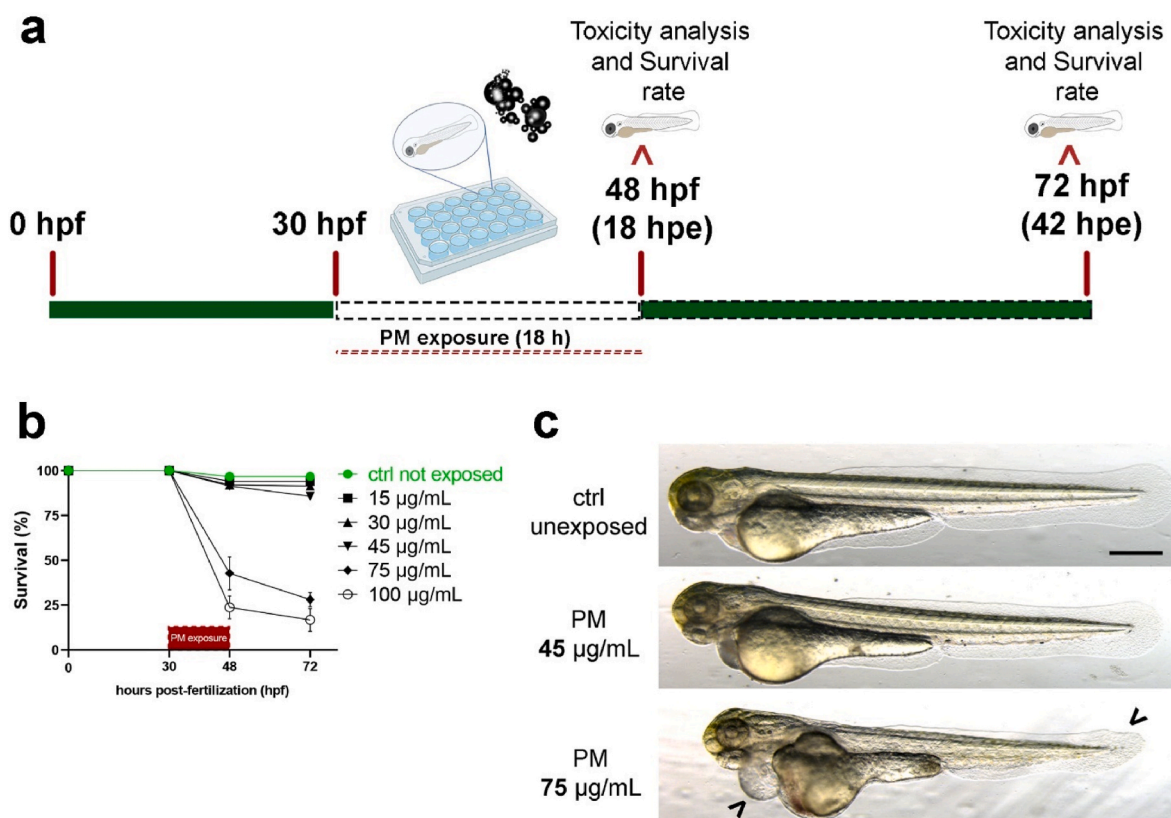 a
Toxicity analysis
and Survival
rate
Toxicity analysis
and Survival
rate
0 hpf
30 hpf
48 hpf
(18 hpe)
72 hpf
(42 hpe)
PM exposure (18 h)
b
Survival (%)
100
75
50
25
0
PM exposure
0
30
48
72
hours post-fertilization (hpf)
ctrl not exposed
15 µg/mL
30 µg/mL
45 µg/mL
75 µg/mL
100 µg/mL
c
ctrl
unexposed
PM
45 µg/mL
PM
75 µg/mL